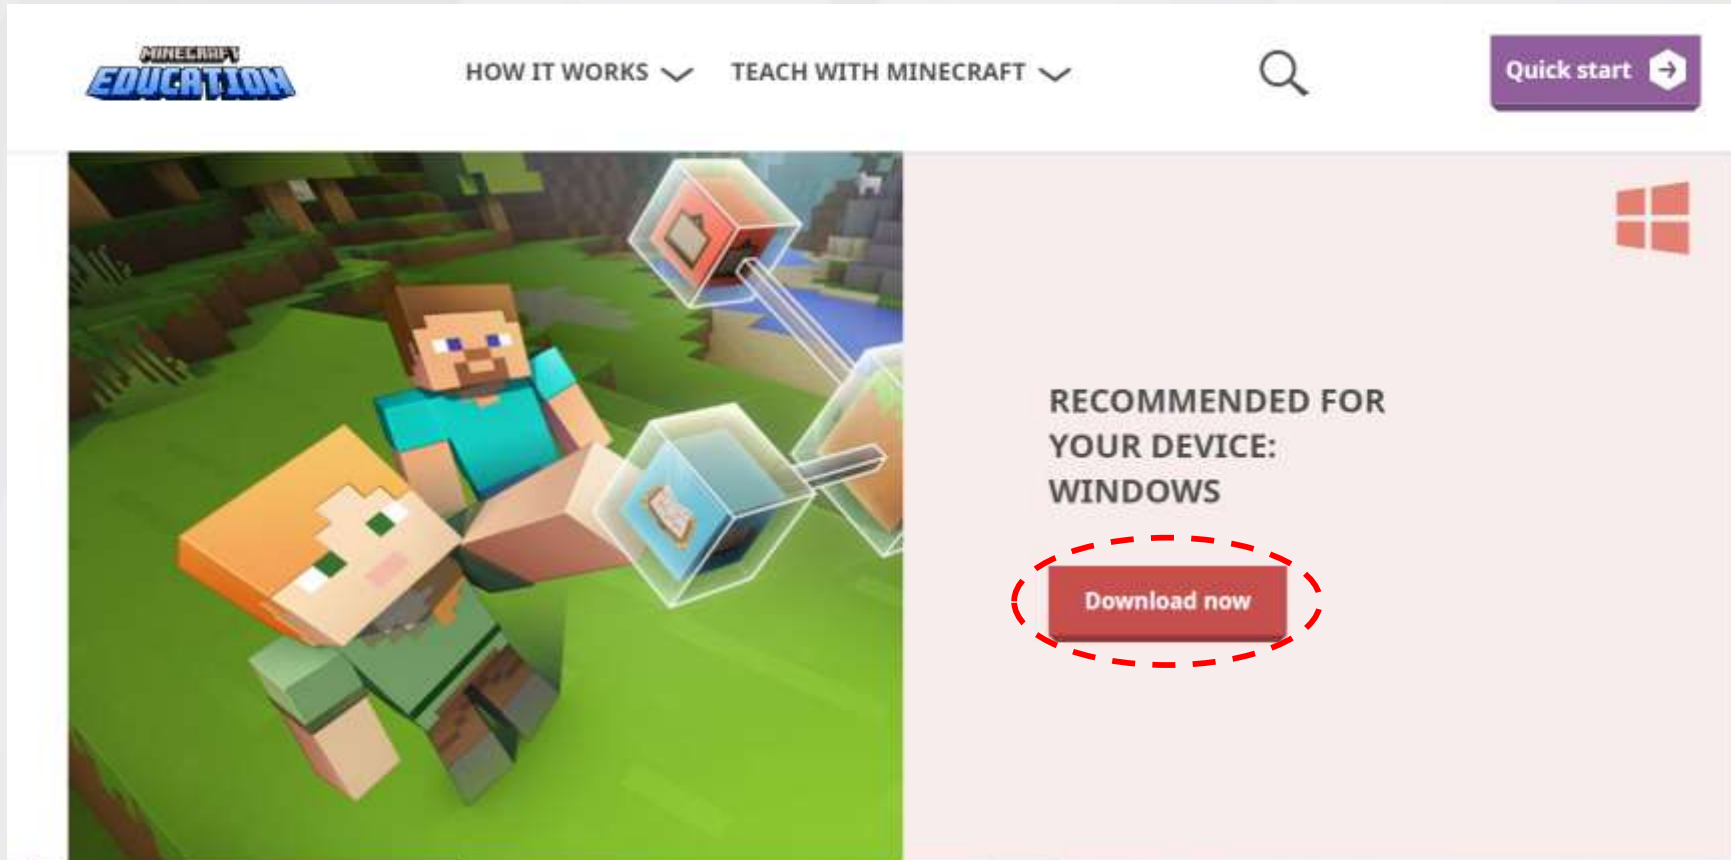 MINECRAFT
EDUCATION
HOW IT WORKS
TEACH WITH MINECRAFT
Quick start
RECOMMENDED FOR
YOUR DEVICE:
WINDOWS
Download now